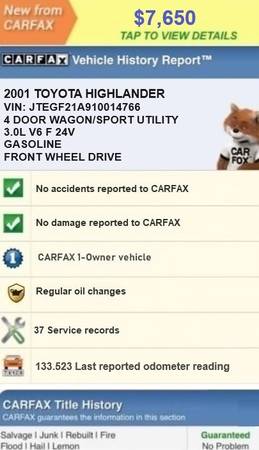 New from
CARFAX
$7,650
TAP TO VIEW DETAILS
CARFAX Vehicle History Report™
2001 TOYOTA HIGHLANDER
VIN: JTEGF21A910014766
4 DOOR WAGON/SPORT UTILITY
3.0L V6 F 24V
GASOLINE
FRONT WHEEL DRIVE
CAR
FOX
No accidents reported to CARFAX
No damage reported to CARFAX
1
CARFAX 1-Owner vehicle
Regular oil changes
37 Service records
133.523 Last reported odometer reading
CARFAX Title History
CARFAX guarantees the information in this section
Salvage | Junk | Rebuilt | Fire
Flood | Hail | Lemon
Guaranteed
No Problem